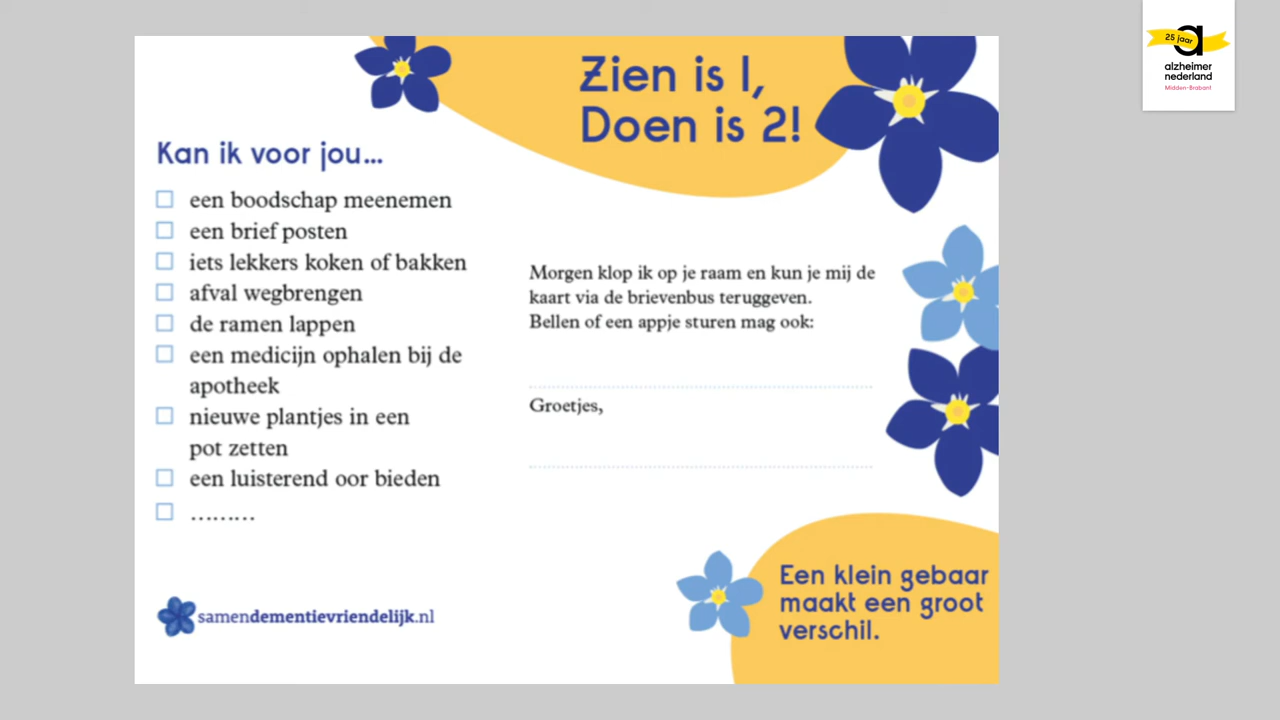 25 jaar
alzheimer
nederland
Midden-Brabant
Zien is 1,
Doen is 2!
Kan ik voor jou...
een boodschap meenemen
een brief posten
iets lekkers koken of bakken
afval wegbrengen
de ramen lappen
een medicijn ophalen bij de
apotheek
nieuwe plantjes in een
pot zetten
een luisterend oor bieden
.........
Morgen klop ik op je raam en kun je mij de
kaart via de brievenbus teruggeven.
Bellen of een appje sturen mag ook:
Groetjes,
samendementievriendelijk.nl
Een klein gebaar
maakt een groot
verschil.